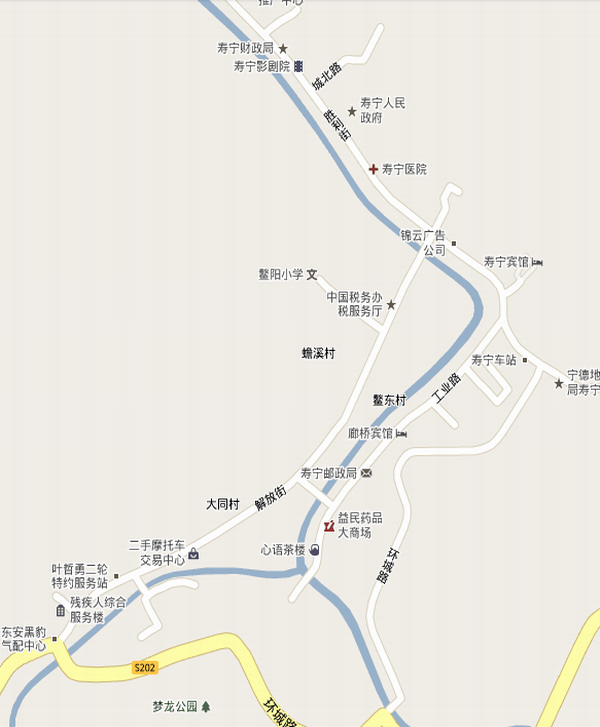 推广中心
寿宁财政局
寿宁影剧院
城北路
寿宁人民
政府
胜利街
寿宁医院
锦云广告
公司
寿宁宾馆
鳌阳小学
中国税务办
税服务厅
蟾溪村
寿宁车站
宁德地
局寿宁
工业路
鳌东村
廊桥宾馆
寿宁邮政局
解放街
大同村
益民药品
大商场
二手摩托车
交易中心
心语茶楼
环城路
叶哲勇二轮
特约服务站
残疾人综合
服务楼
东安黑豹
气配中心
S202
梦龙公园
环城路